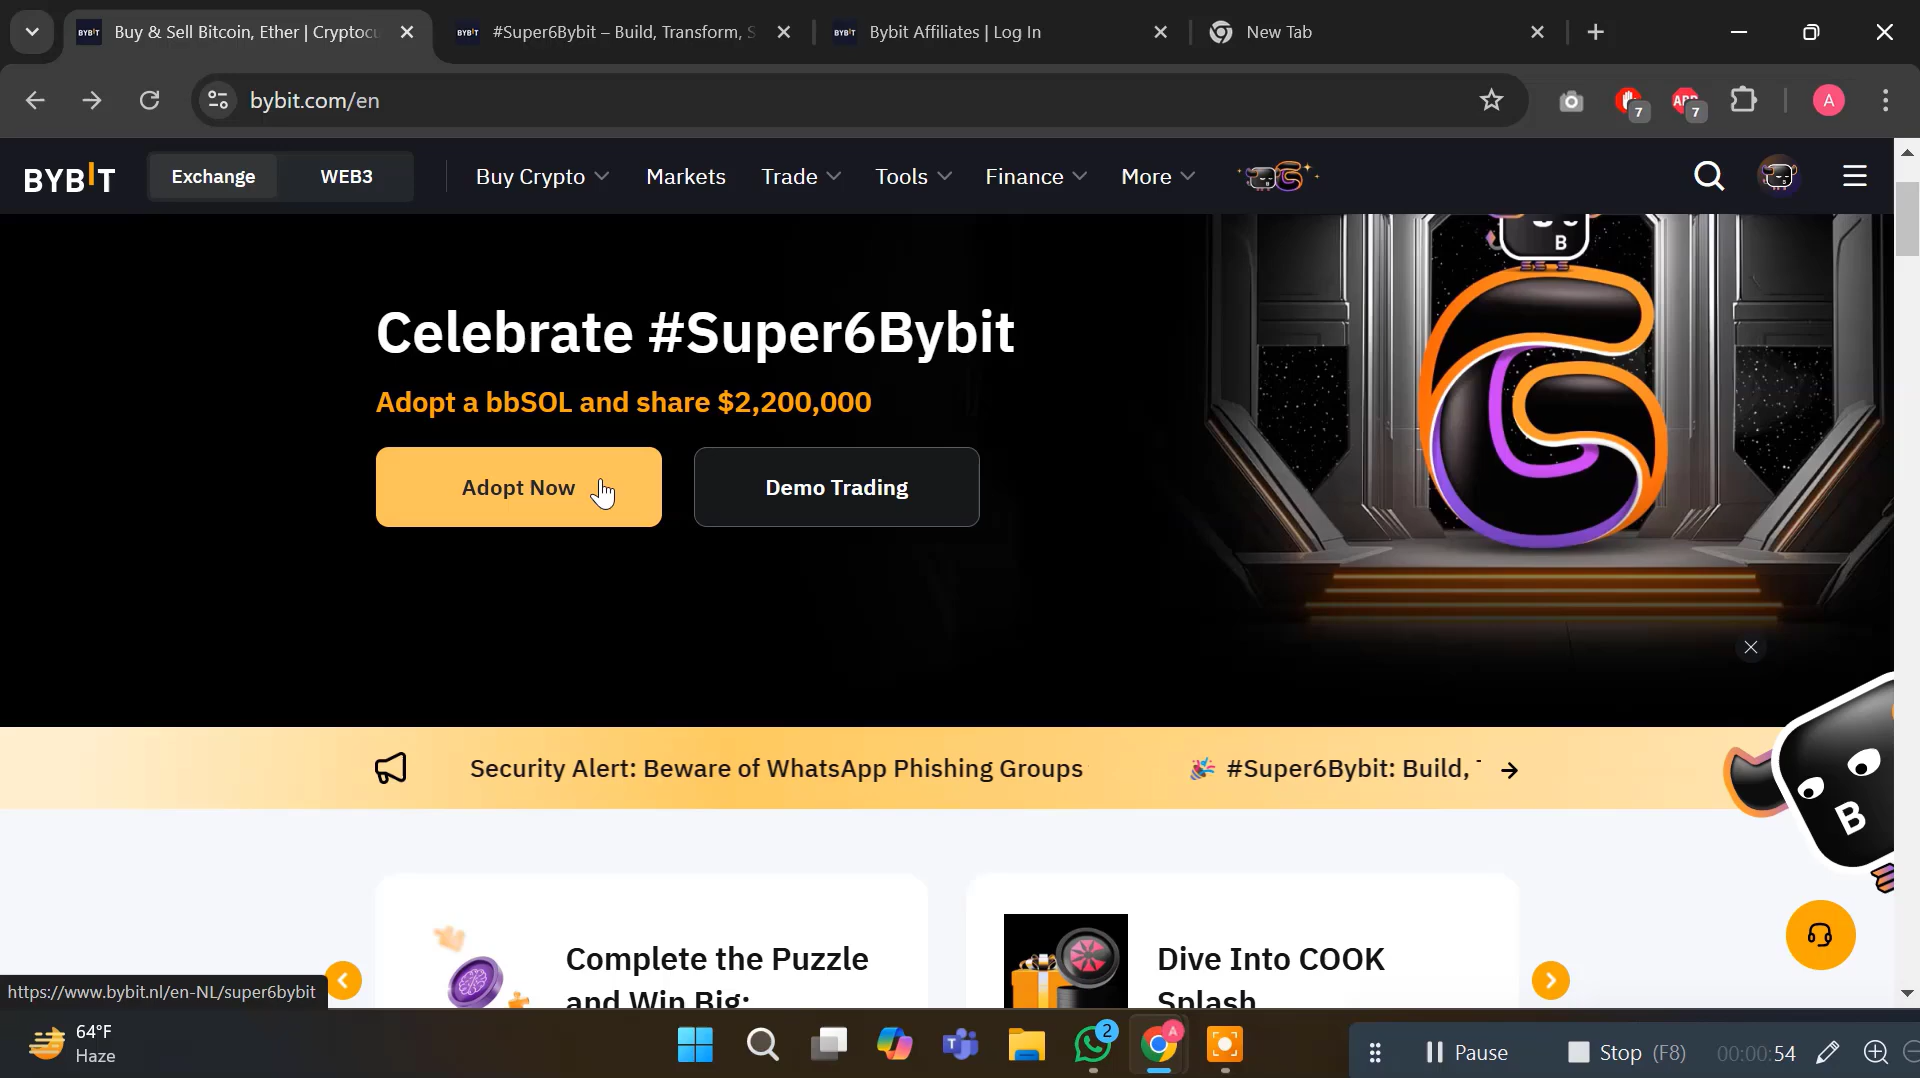 Buy & Sell Bitcoin, Ether | Cryptocu
#Super6Bybit – Build, Transform, S
Bybit Affiliates | Log In
New Tab
bybit.com/en
7
ABP
7
A
BYBIT
Exchange
WEB3
Buy Crypto
Markets
Trade
Tools
Finance
More
B
Celebrate #Super6Bybit
Adopt a bbSOL and share $2,200,000
Adopt Now
Demo Trading
Security Alert: Beware of WhatsApp Phishing Groups
#Super6Bybit: Build,
B
Complete the Puzzle
and Win Big:
Dive Into COOK
Splash
https://www.bybit.nl/en-NL/super6bybit
64°F
Haze
2
A
Pause
Stop (F8)
00:00:54